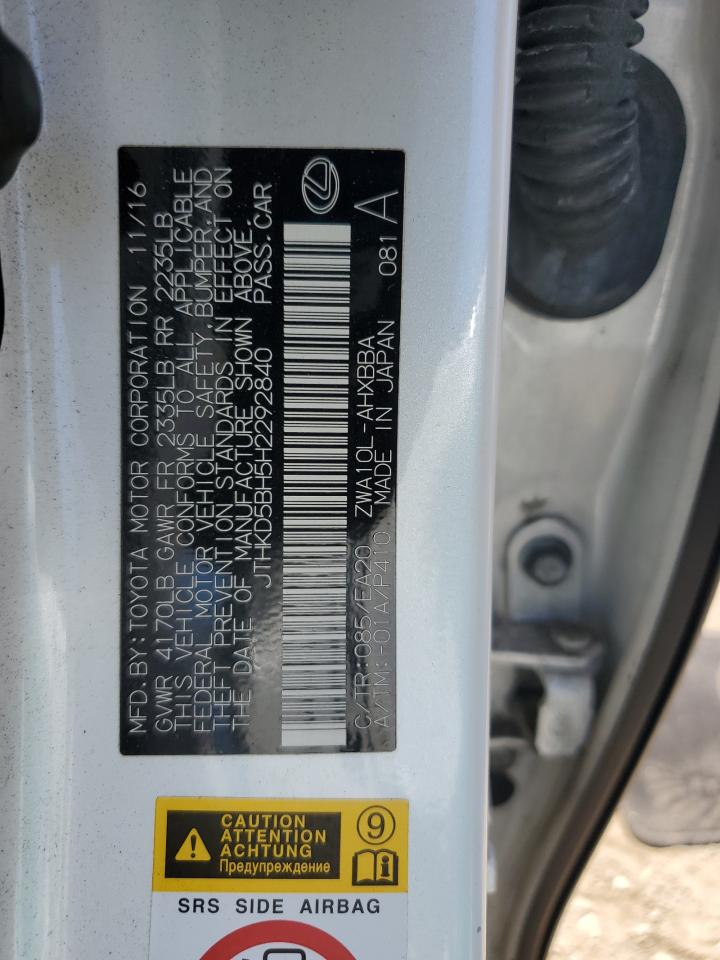 MFD.BY:TOYOTA MOTOR CORPORATION 11/16
GVWR 4170LB GAWR FR 2335LB RR 2235LB
THIS VEHICLE CONFORMS TO ALL APPLICABLE
FEDERAL MOTOR VEHICLE SAFETY,BUMPER,AND
THEFT PREVENTION STANDARDS IN EFFECT ON
THE DATE OF MANUFACTURE SHOWN ABOVE.
JTHKD5BH5H2292840 PASS.CAR
C/TR:085/EA20 ZWA10L-AHXBBA
A/TM:-01A/P410 MADE IN JAPAN 081 A
CAUTION
ATTENTION
ACHTUNG
Предупреждение
9
i
SRS SIDE AIRBAG